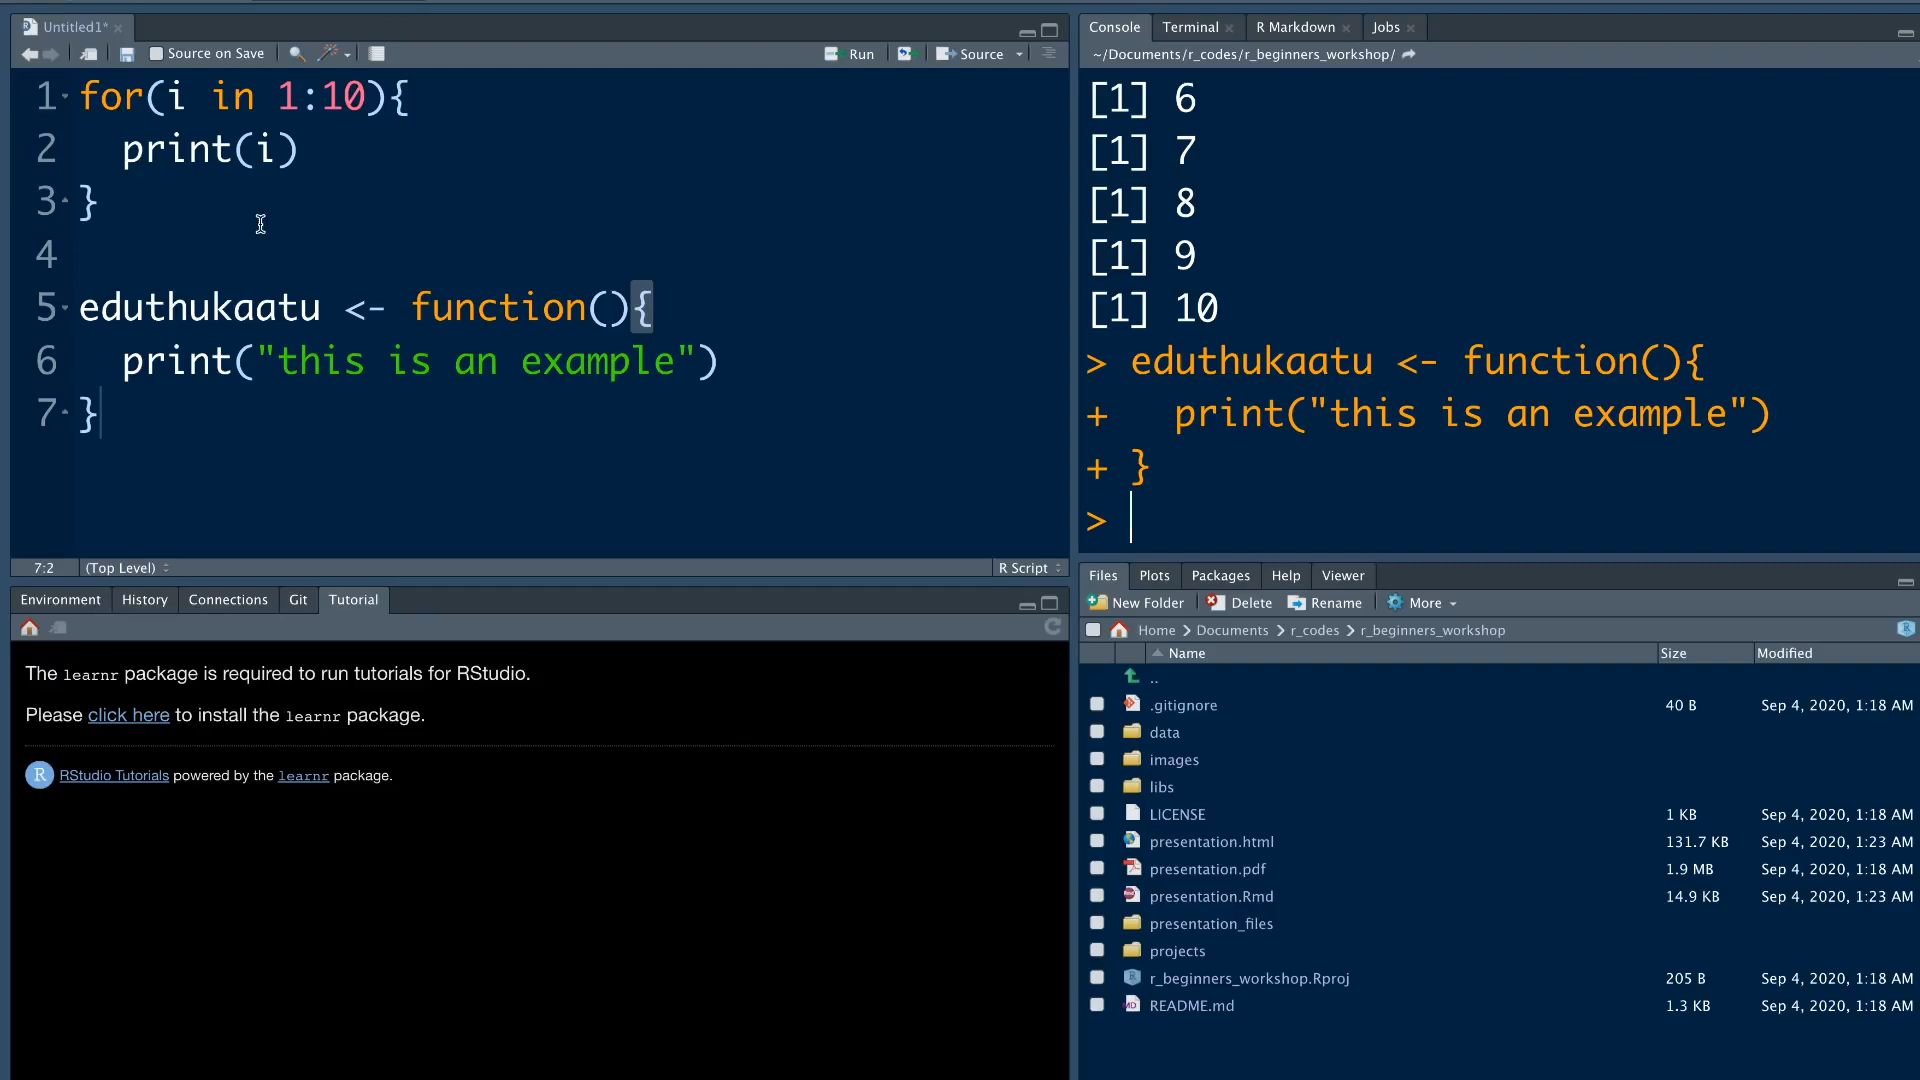 Untitled1*
Source on Save
Run
Source
1 for(i in 1:10){
2 print(i)
3 }
4
5 eduthukaatu <- function(){
6 print("this is an example")
7 }
7:2 (Top Level) R Script
Environment History Connections Git Tutorial
The learnr package is required to run tutorials for RStudio.
Please click here to install the learnr package.
R RStudio Tutorials powered by the learnr package.
Console Terminal R Markdown Jobs
~/Documents/r_codes/r_beginners_workshop/
[1] 6
[1] 7
[1] 8
[1] 9
[1] 10
> eduthukaatu <- function(){
+ print("this is an example")
+ }
>
Files Plots Packages Help Viewer
New Folder Delete Rename More
Home Documents r_codes r_beginners_workshop
Name Size Modified
..
.gitignore 40 B Sep 4, 2020, 1:18 AM
data
images
libs
LICENSE 1 KB Sep 4, 2020, 1:18 AM
presentation.html 131.7 KB Sep 4, 2020, 1:23 AM
presentation.pdf 1.9 MB Sep 4, 2020, 1:18 AM
presentation.Rmd 14.9 KB Sep 4, 2020, 1:23 AM
presentation_files
projects
r_beginners_workshop.Rproj 205 B Sep 4, 2020, 1:18 AM
README.md 1.3 KB Sep 4, 2020, 1:18 AM